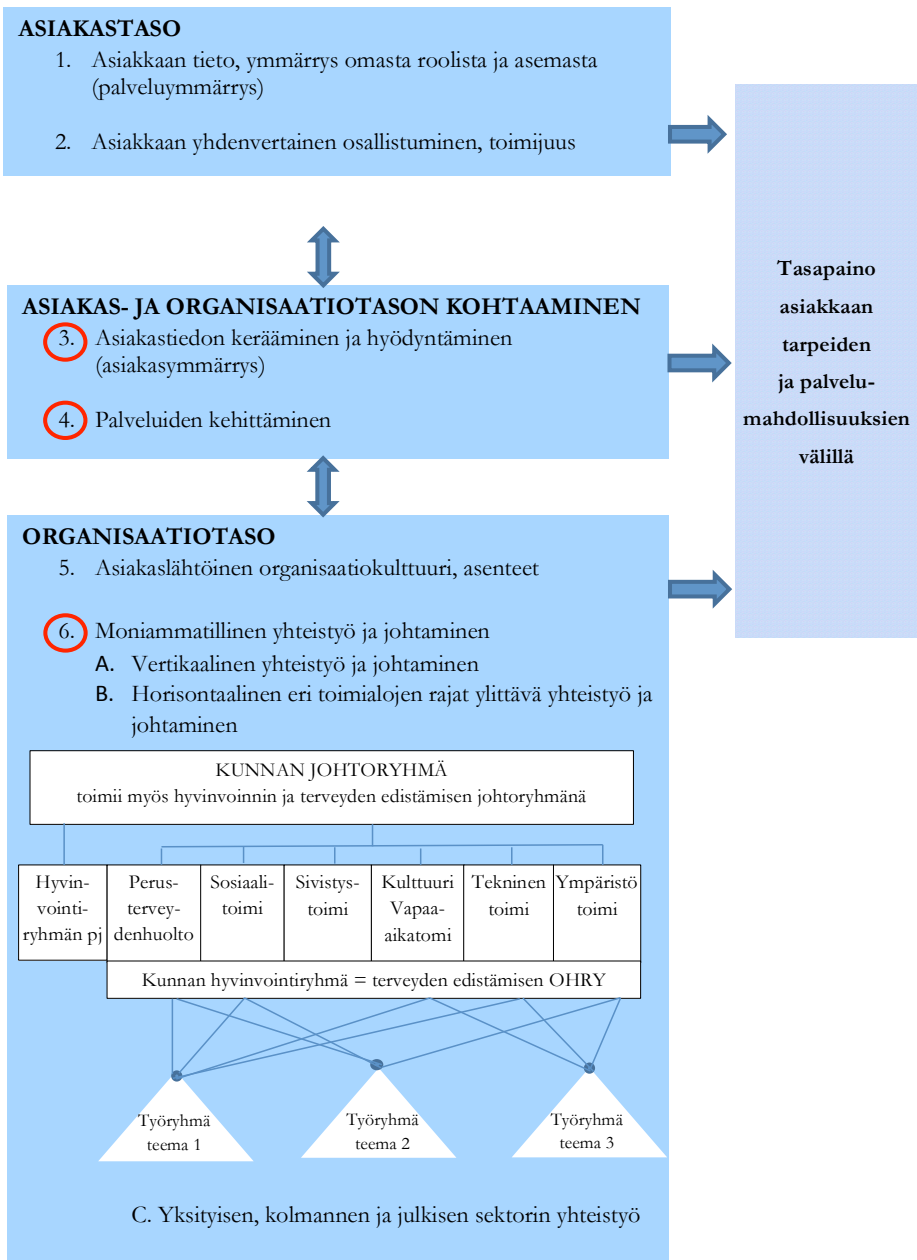 ASIAKASTASO
1. Asiakkaan tieto, ymmärrys omasta roolista ja asemasta
(palveluymmärrys)
2. Asiakkaan yhdenvertainen osallistuminen, toimijuus
ASIAKAS- JA ORGANISAATIOTASON KOHTAAMINEN
3. Asiakastiedon kerääminen ja hyödyntäminen
(asiakasymmärrys)
4. Palveluiden kehittäminen
Tasapaino
asiakkaan
tarpeiden
ja palvelu-
mahdollisuuksien
välillä
ORGANISAATIOTASO
5. Asiakaslähtöinen organisaatiokulttuuri, asenteet
6. Moniammatillinen yhteistyö ja johtaminen
A. Vertikaalinen yhteistyö ja johtaminen
B. Horisontaalinen eri toimialojen rajat ylittävä yhteistyö ja
johtaminen
KUNNAN JOHTORYHMÄ
toimii myös hyvinvoinnin ja terveyden edistämisen johtoryhmänä
Hyvin-
vointi-
ryhmän pj
Perus-
tervey-
denhuolto
Sosiaali-
toimi
Sivistys-
toimi
Kulttuuri
Vapaa-
aikatomi
Tekninen
toimi
Ympäristö
toimi
Kunnan hyvinvointiryhmä = terveyden edistämisen OHRY
Työryhmä
teema 1
Työryhmä
teema 2
Työryhmä
teema 3
C. Yksityisen, kolmannen ja julkisen sektorin yhteistyö